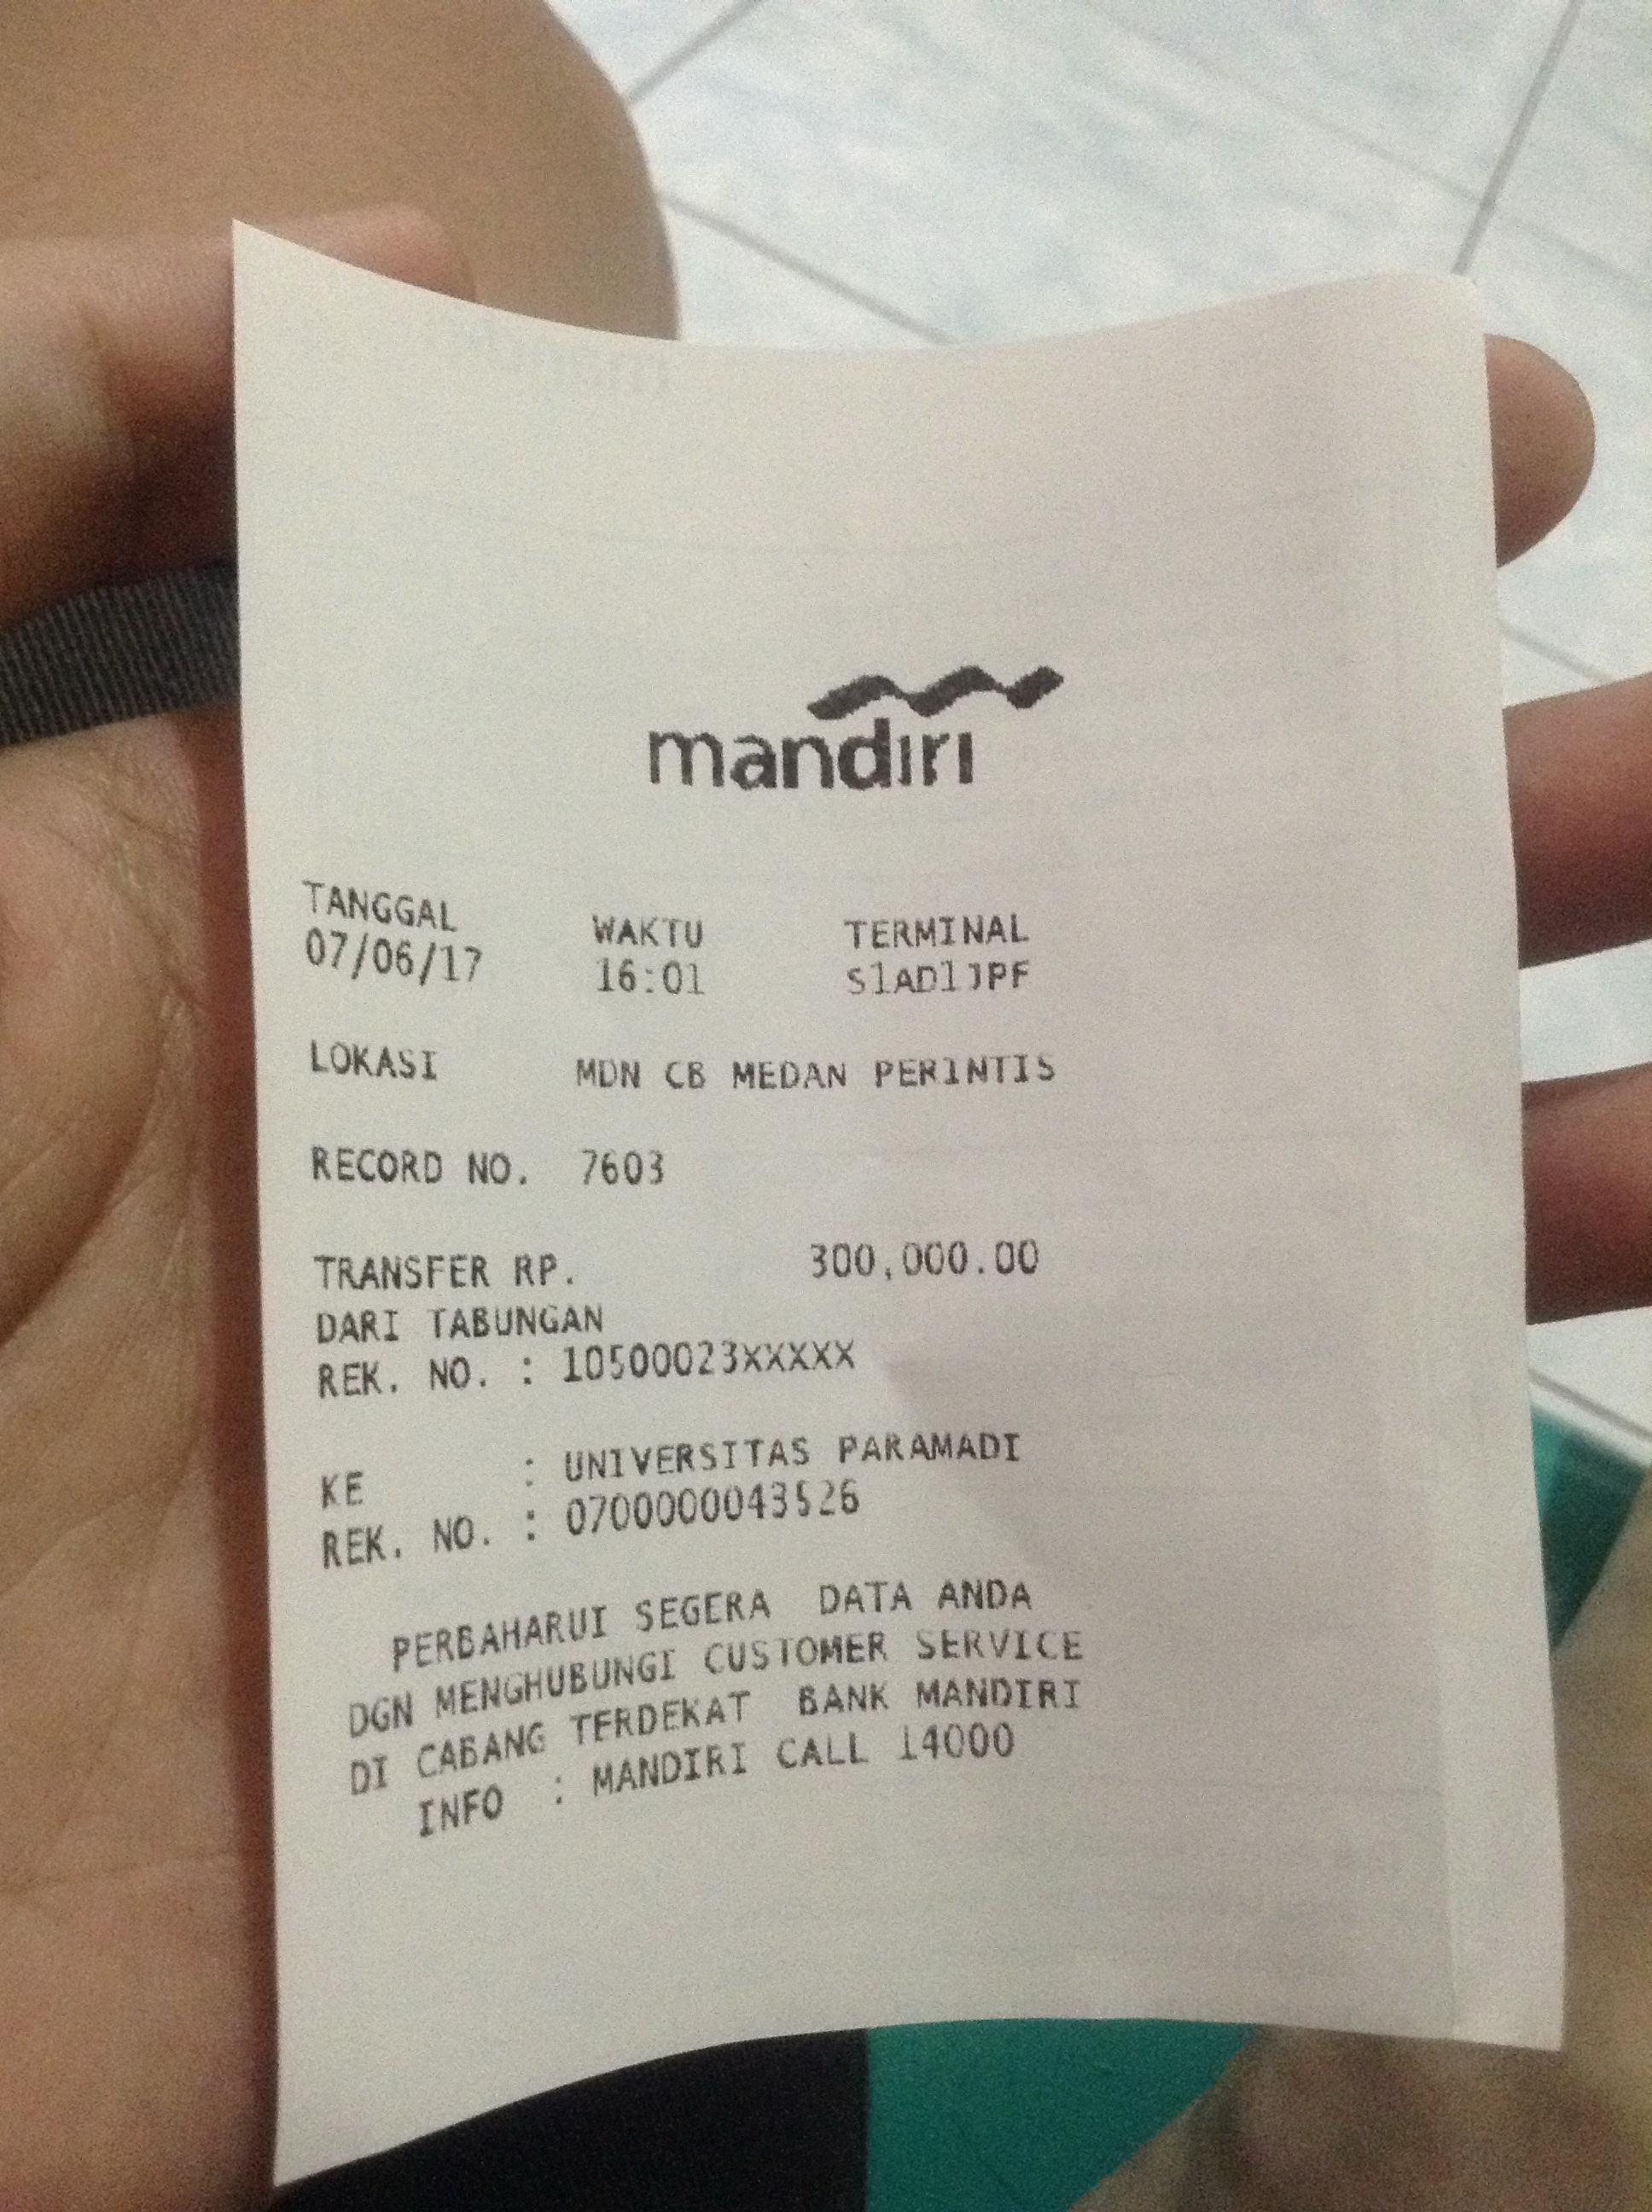 mandiri
TANGGAL WAKTU TERMINAL
07/06/17 16:01 S1AD11PF
LOKASI MDN CB MEDAN PERINTIS
RECORD NO. 7603
TRANSFER RP. 300,000.00
DARI TABUNGAN
REK. NO. : 105000023XXXXX
KE : UNIVERSITAS PARAMADI
REK. NO. : 0700000043526
PERBAHARUI SEGERA DATA ANDA
DGN MENGHUBUNGI CUSTOMER SERVICE
DI CABANG TERDEKAT BANK MANDIRI
INFO : MANDIRI CALL 14000